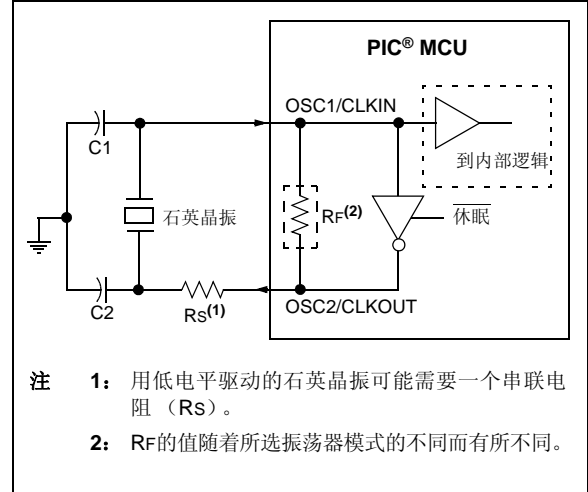 PIC® MCU
OSC1/CLKIN
C1
到内部逻辑
石英晶振
RF(2)
休眠
C2
RS(1)
OSC2/CLKOUT
注 1： 用低电平驱动的石英晶振可能需要一个串联电
阻 （RS）。
2： RF的值随着所选振荡器模式的不同而有所不同。